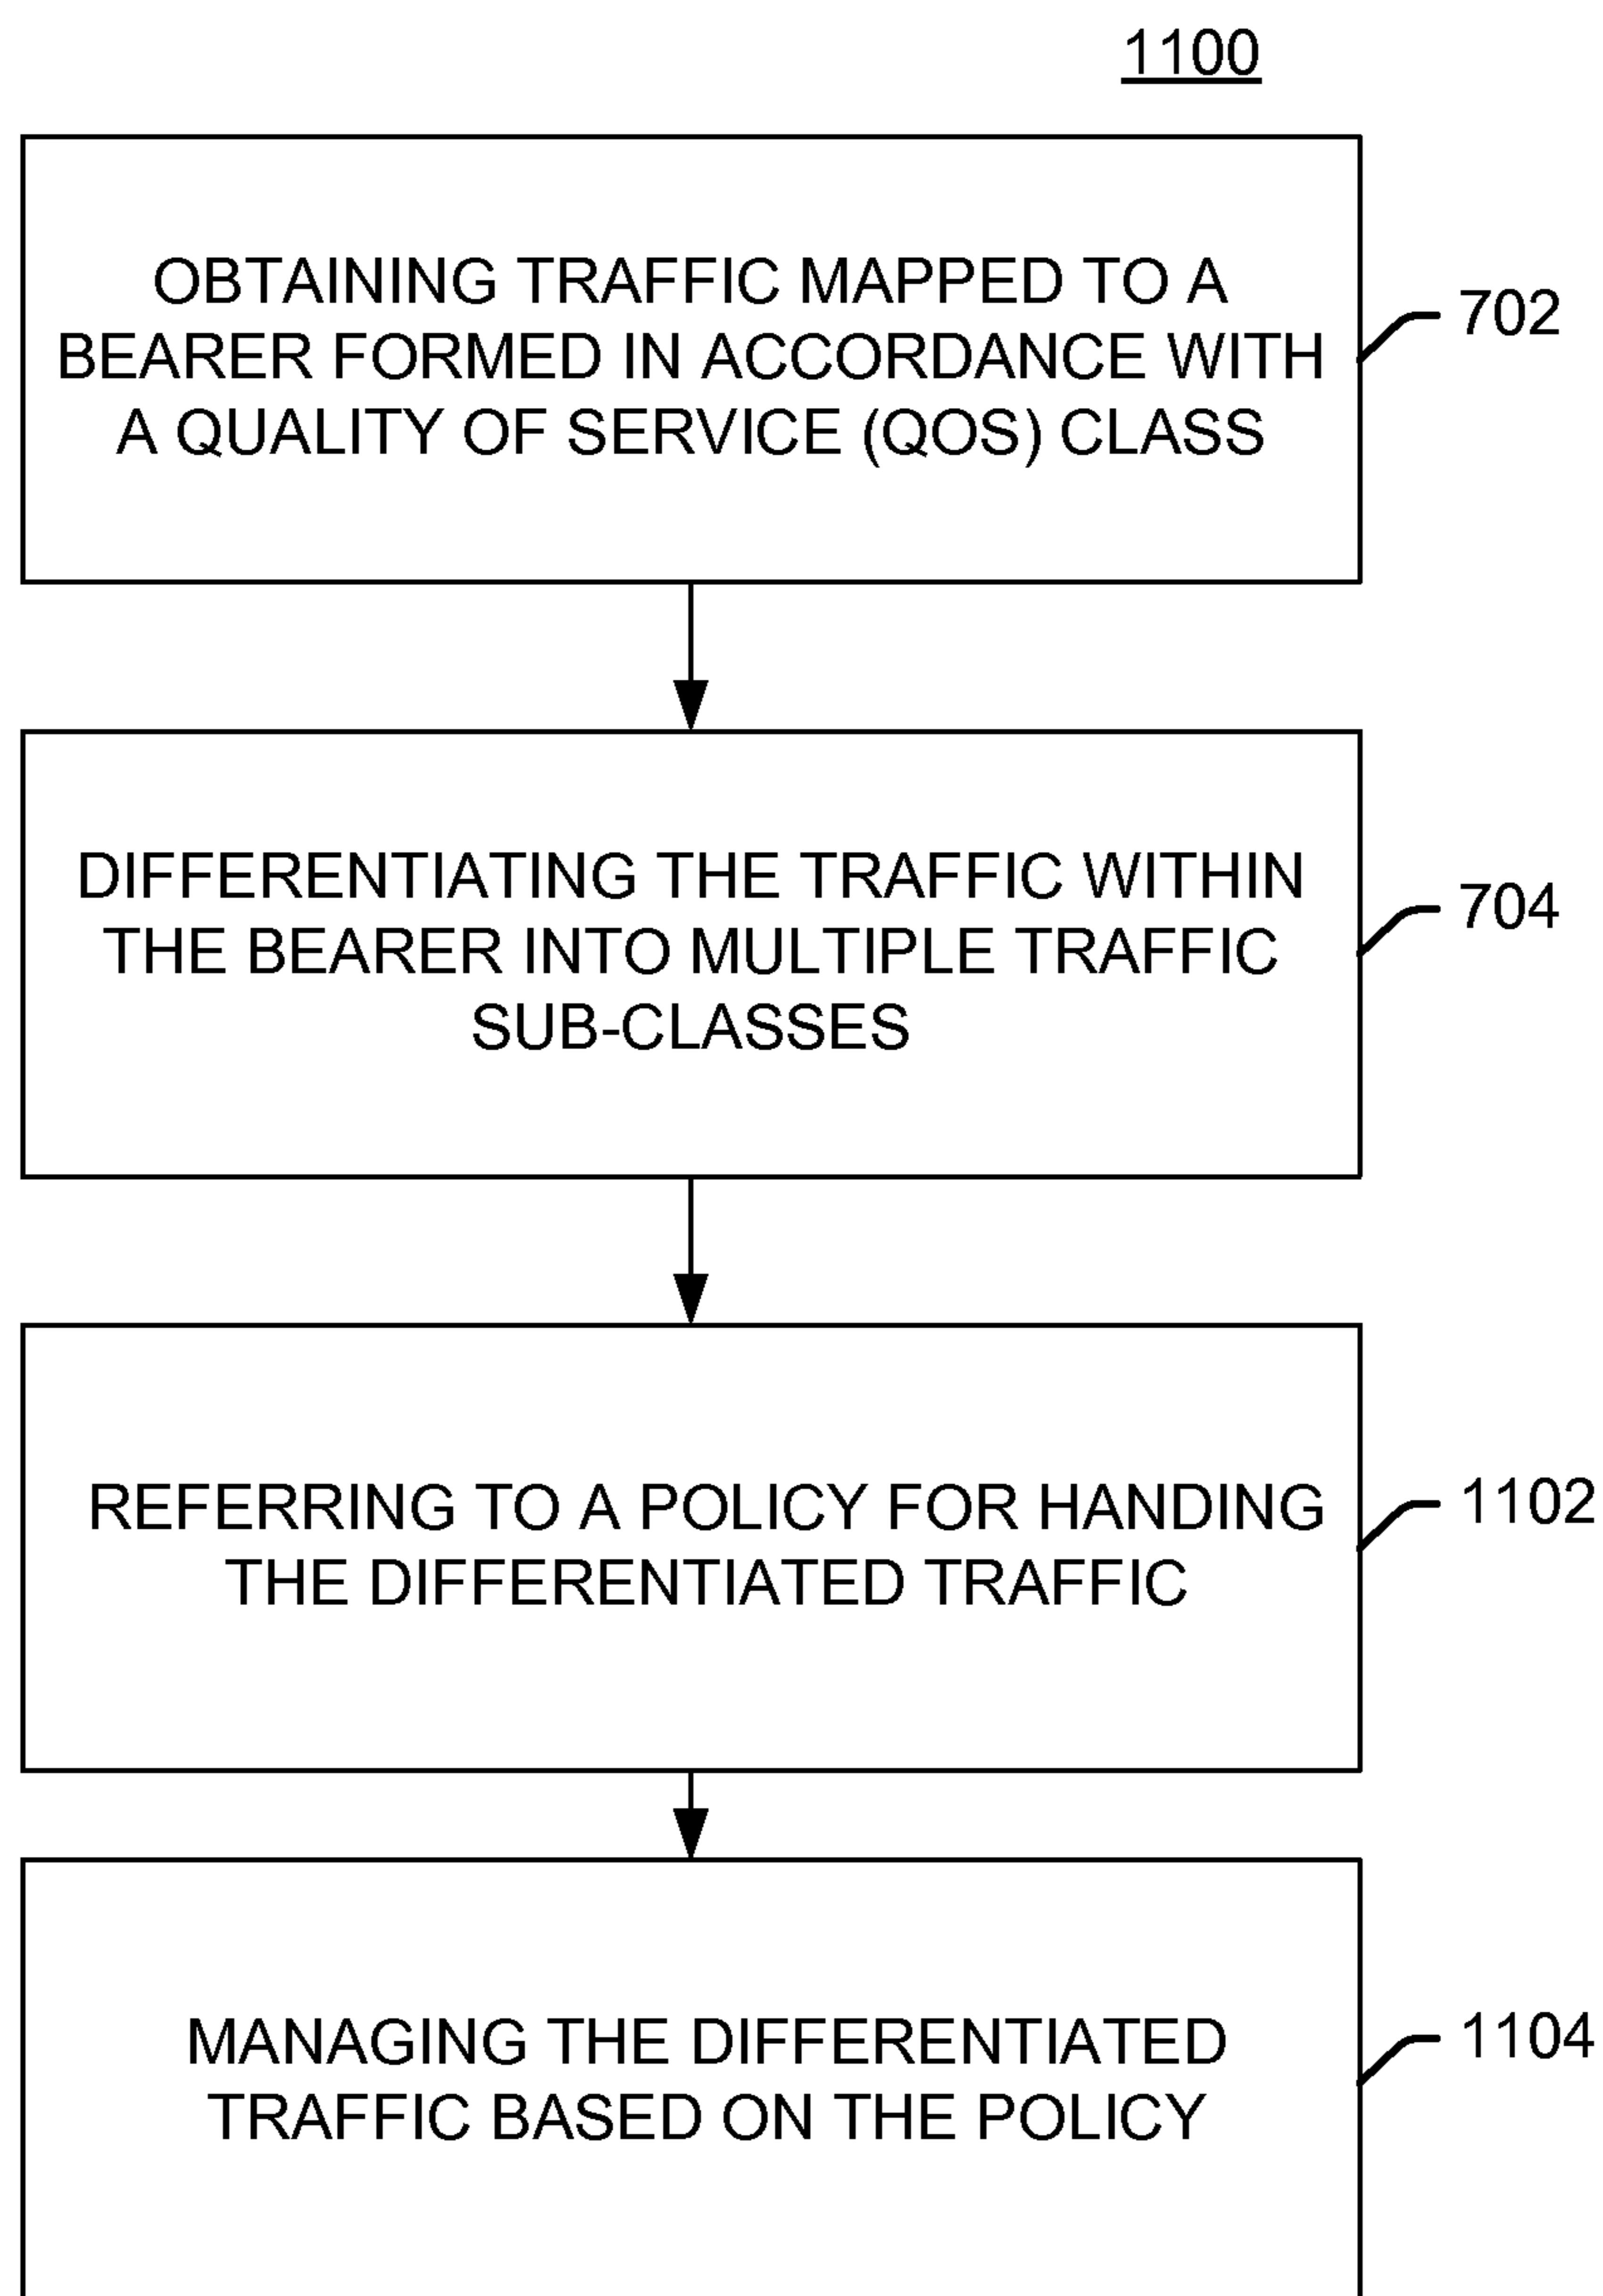 1100
OBTAINING TRAFFIC MAPPED TO A
BEARER FORMED IN ACCORDANCE WITH
A QUALITY OF SERVICE (QOS) CLASS
702
DIFFERENTIATING THE TRAFFIC WITHIN
THE BEARER INTO MULTIPLE TRAFFIC
SUB-CLASSES
704
REFERRING TO A POLICY FOR HANDING
THE DIFFERENTIATED TRAFFIC
1102
MANAGING THE DIFFERENTIATED
TRAFFIC BASED ON THE POLICY
1104